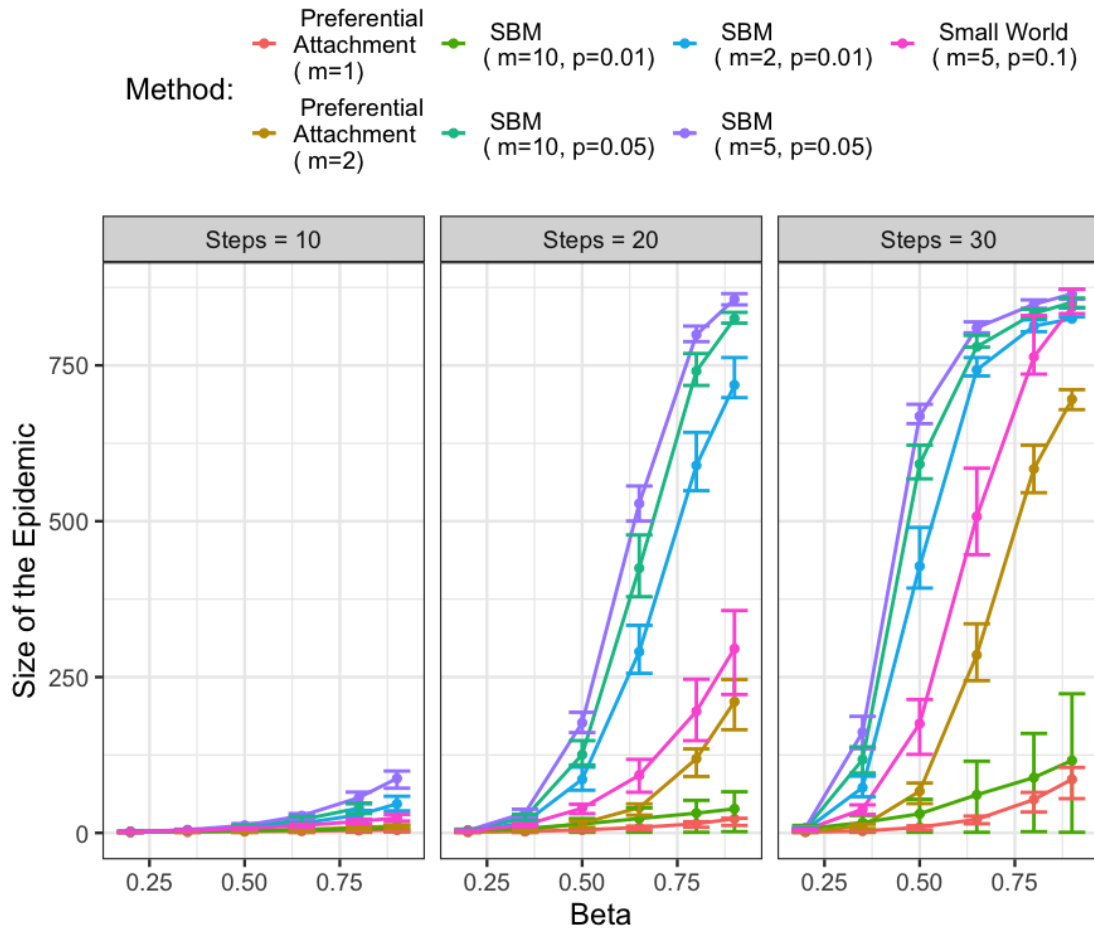 Method:
Preferential
Attachment
( m=1)
SBM
( m=10, p=0.01)
SBM
( m=2, p=0.01)
Small World
( m=5, p=0.1)
Preferential
Attachment
( m=2)
SBM
( m=10, p=0.05)
SBM
( m=5, p=0.05)
Steps = 10
Steps = 20
Steps = 30
Size of the Epidemic
750
500
250
0
0.25 0.50 0.75
0.25 0.50 0.75
0.25 0.50 0.75
Beta